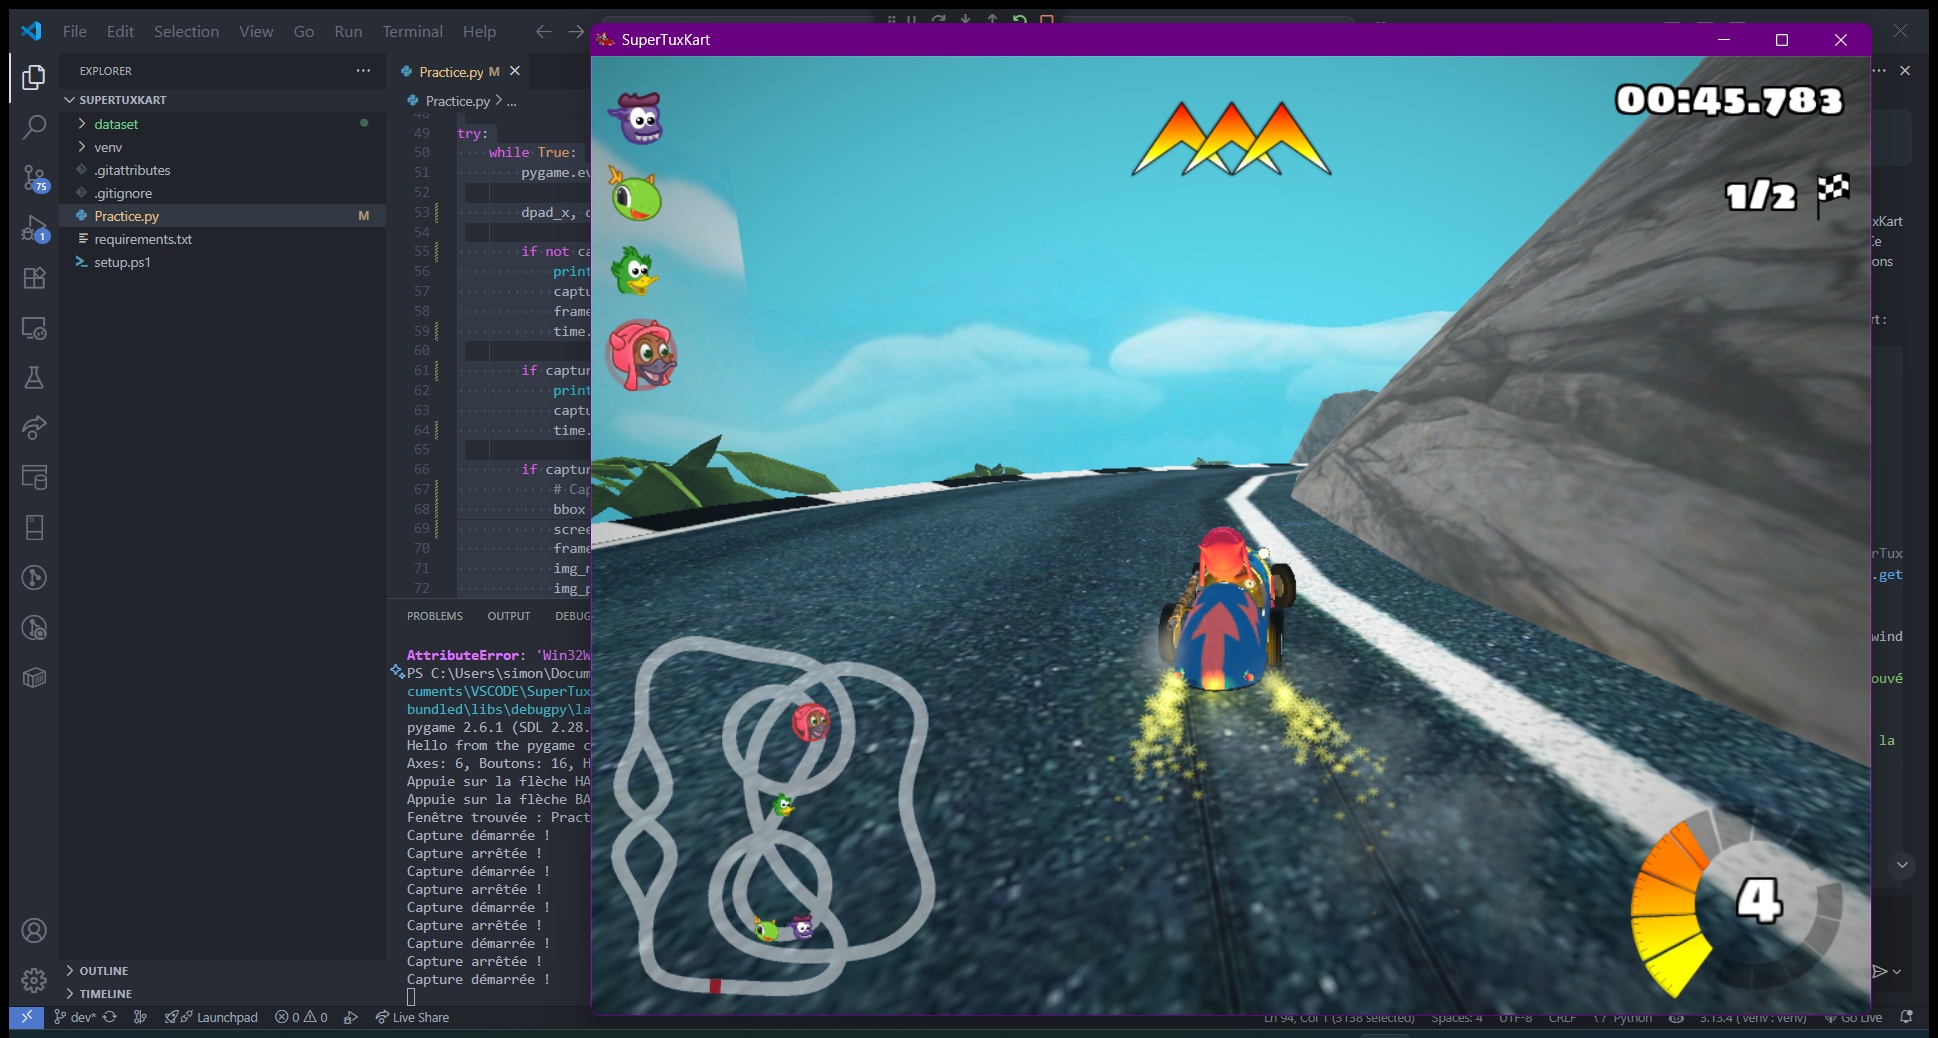 File Edit Selection View Go Run Terminal Help
SuperTuxKart
EXPLORER
Practice.py M
SUPERTUXKART
Practice.py > ...
dataset
venv
.gitattributes
.gitignore
Practice.py M
requirements.txt
setup.ps1
75
1
48
49 try:
50 while True:
51 pygame.ev
52
53 dpad_x, d
54
55 if not ca
56 print
57 captu
58 frame
59 time.
60
61 if captur
62 print
63 captu
64 time.
65
66 if captur
67 # Cap
68 bbox
69 scree
70 frame
71 img_r
72 img_p
PROBLEMS OUTPUT DEBUG
AttributeError: 'Win32W
PS C:\Users\simon\Docum
cuments\VSCODE\SuperTux
bundled\libs\debugpy\la
pygame 2.6.1 (SDL 2.28.
Hello from the pygame c
Axes: 6, Boutons: 16, H
Appuie sur la flèche HA
Appuie sur la flèche BA
Fenêtre trouvée : Pract
Capture démarrée !
Capture arrêtée !
Capture démarrée !
Capture arrêtée !
Capture démarrée !
Capture arrêtée !
Capture démarrée !
Capture arrêtée !
Capture démarrée !
00:45.783
1/2
4
uxKart
ons
rt:
rTux
.get
wind
ouvé
la
OUTLINE
TIMELINE
dev* Launchpad 0 0 Live Share
Ln 94, Col 1 (3138 selected) Spaces: 4 UTF-8 CRLF Python 3.13.4 ('venv': venv) Go Live